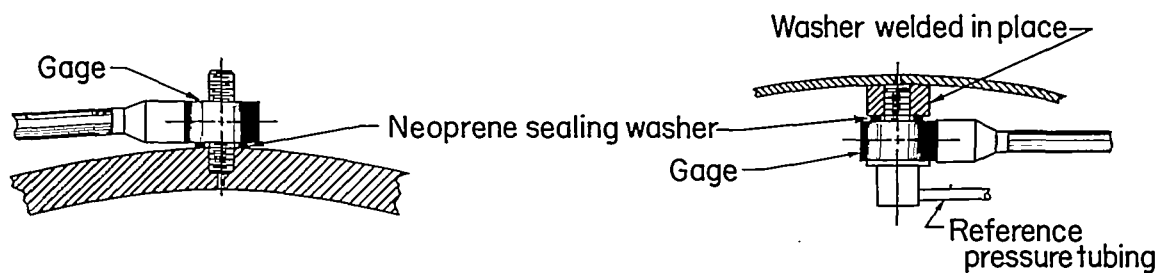 Washer welded in place
Gage
Neoprene sealing washer
Gage
Reference
pressure tubing